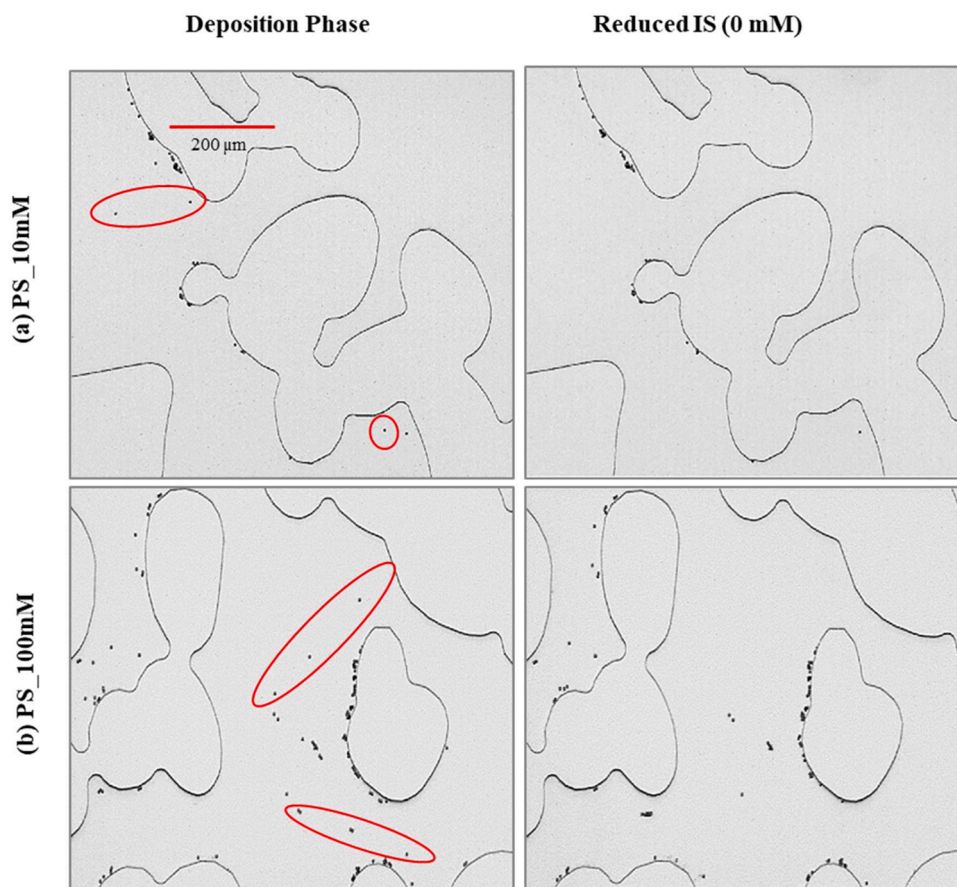 Deposition Phase
Reduced IS (0 mM)
(a) PS_10mM
200 µm
(b) PS_100mM